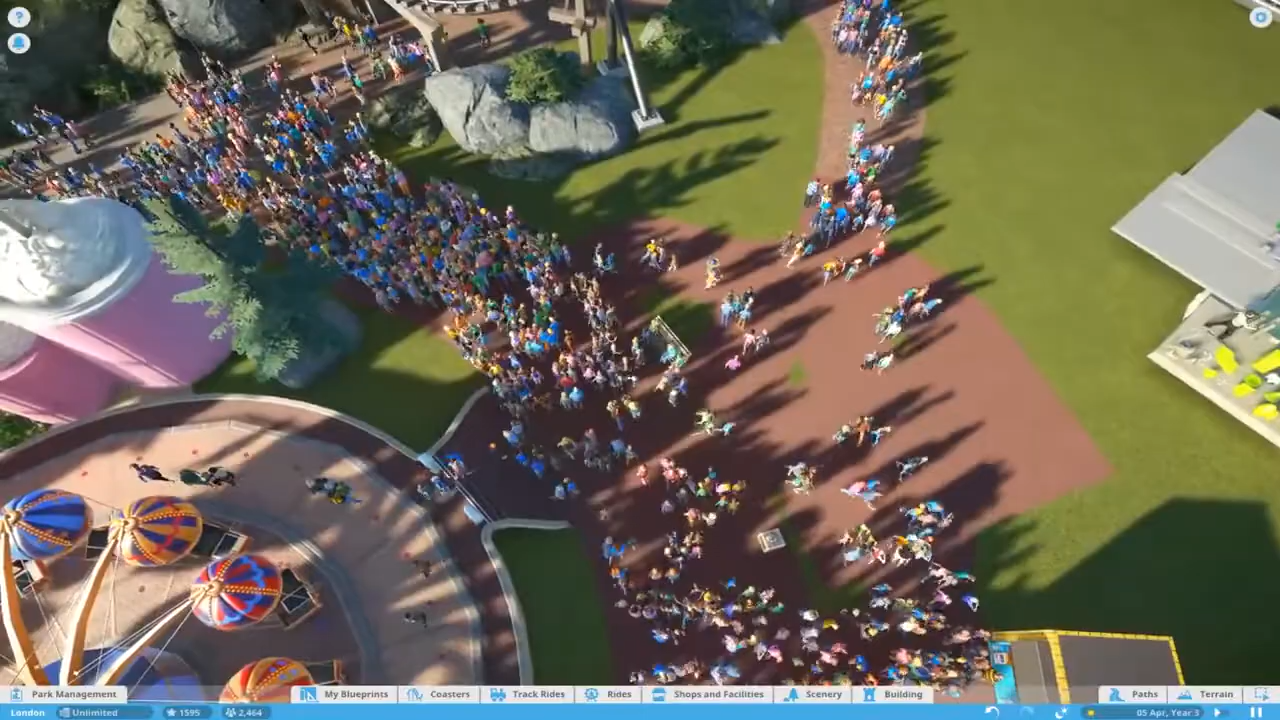 ?
Park Management
My Blueprints
Coasters
Track Rides
Rides
Shops and Facilities
Scenery
Building
Paths
Terrain
London
Unlimited
1595
2,464
05 Apr, Year 3